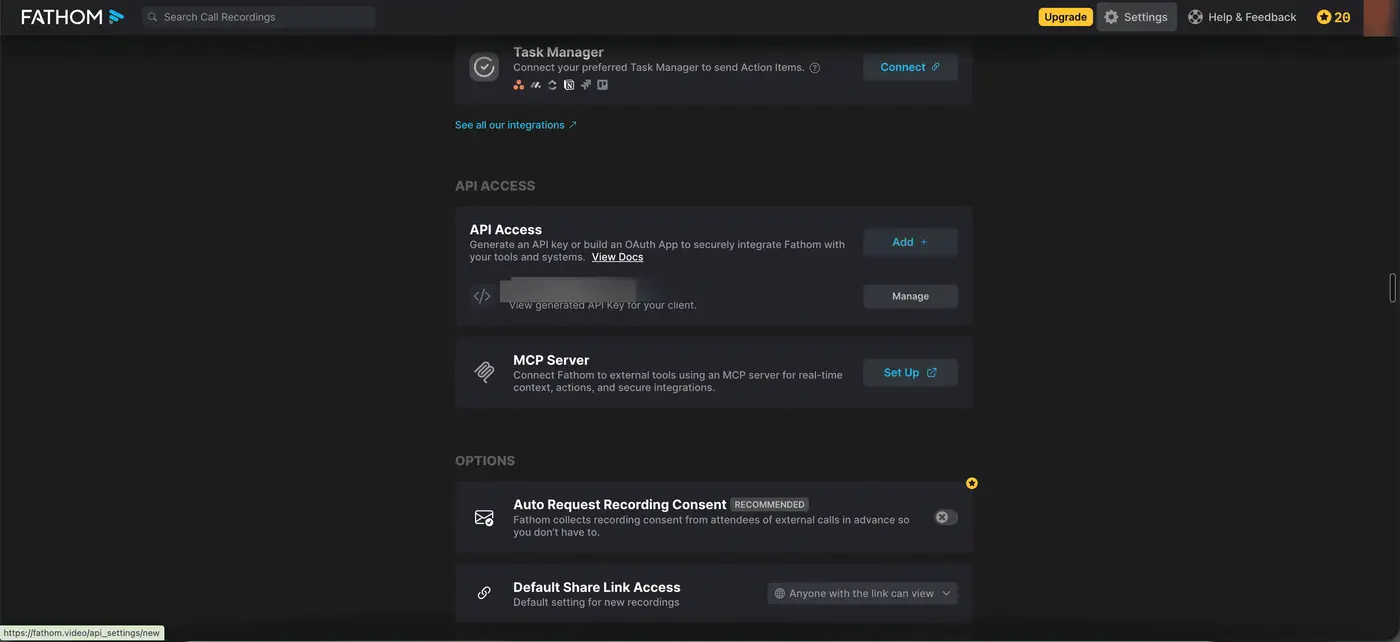 FATHOM
Search Call Recordings
Upgrade
Settings
Help & Feedback
20
Task Manager
Connect your preferred Task Manager to send Action Items.
Connect
See all our integrations ↗
API ACCESS
API Access
Generate an API key or build an OAuth App to securely integrate Fathom with
your tools and systems. View Docs
Add +
View generated API Key for your client.
Manage
MCP Server
Connect Fathom to external tools using an MCP server for real-time
context, actions, and secure integrations.
Set Up
OPTIONS
Auto Request Recording Consent RECOMMENDED
Fathom collects recording consent from attendees of external calls in advance so
you don't have to.
Default Share Link Access
Default setting for new recordings
Anyone with the link can view
https://fathom.video/api_settings/new